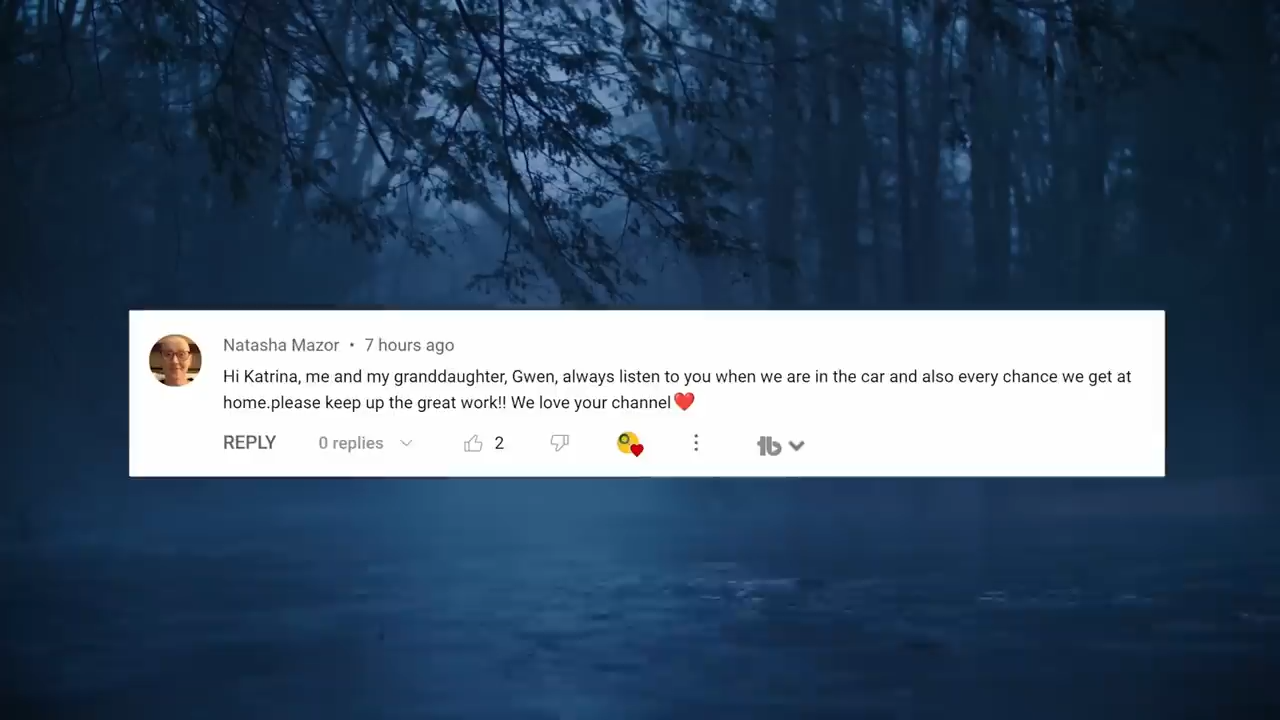 Natasha Mazor • 7 hours ago
Hi Katrina, me and my granddaughter, Gwen, always listen to you when we are in the car and also every chance we get at
home.please keep up the great work!! We love your channel❤️
REPLY 0 replies 2 tb